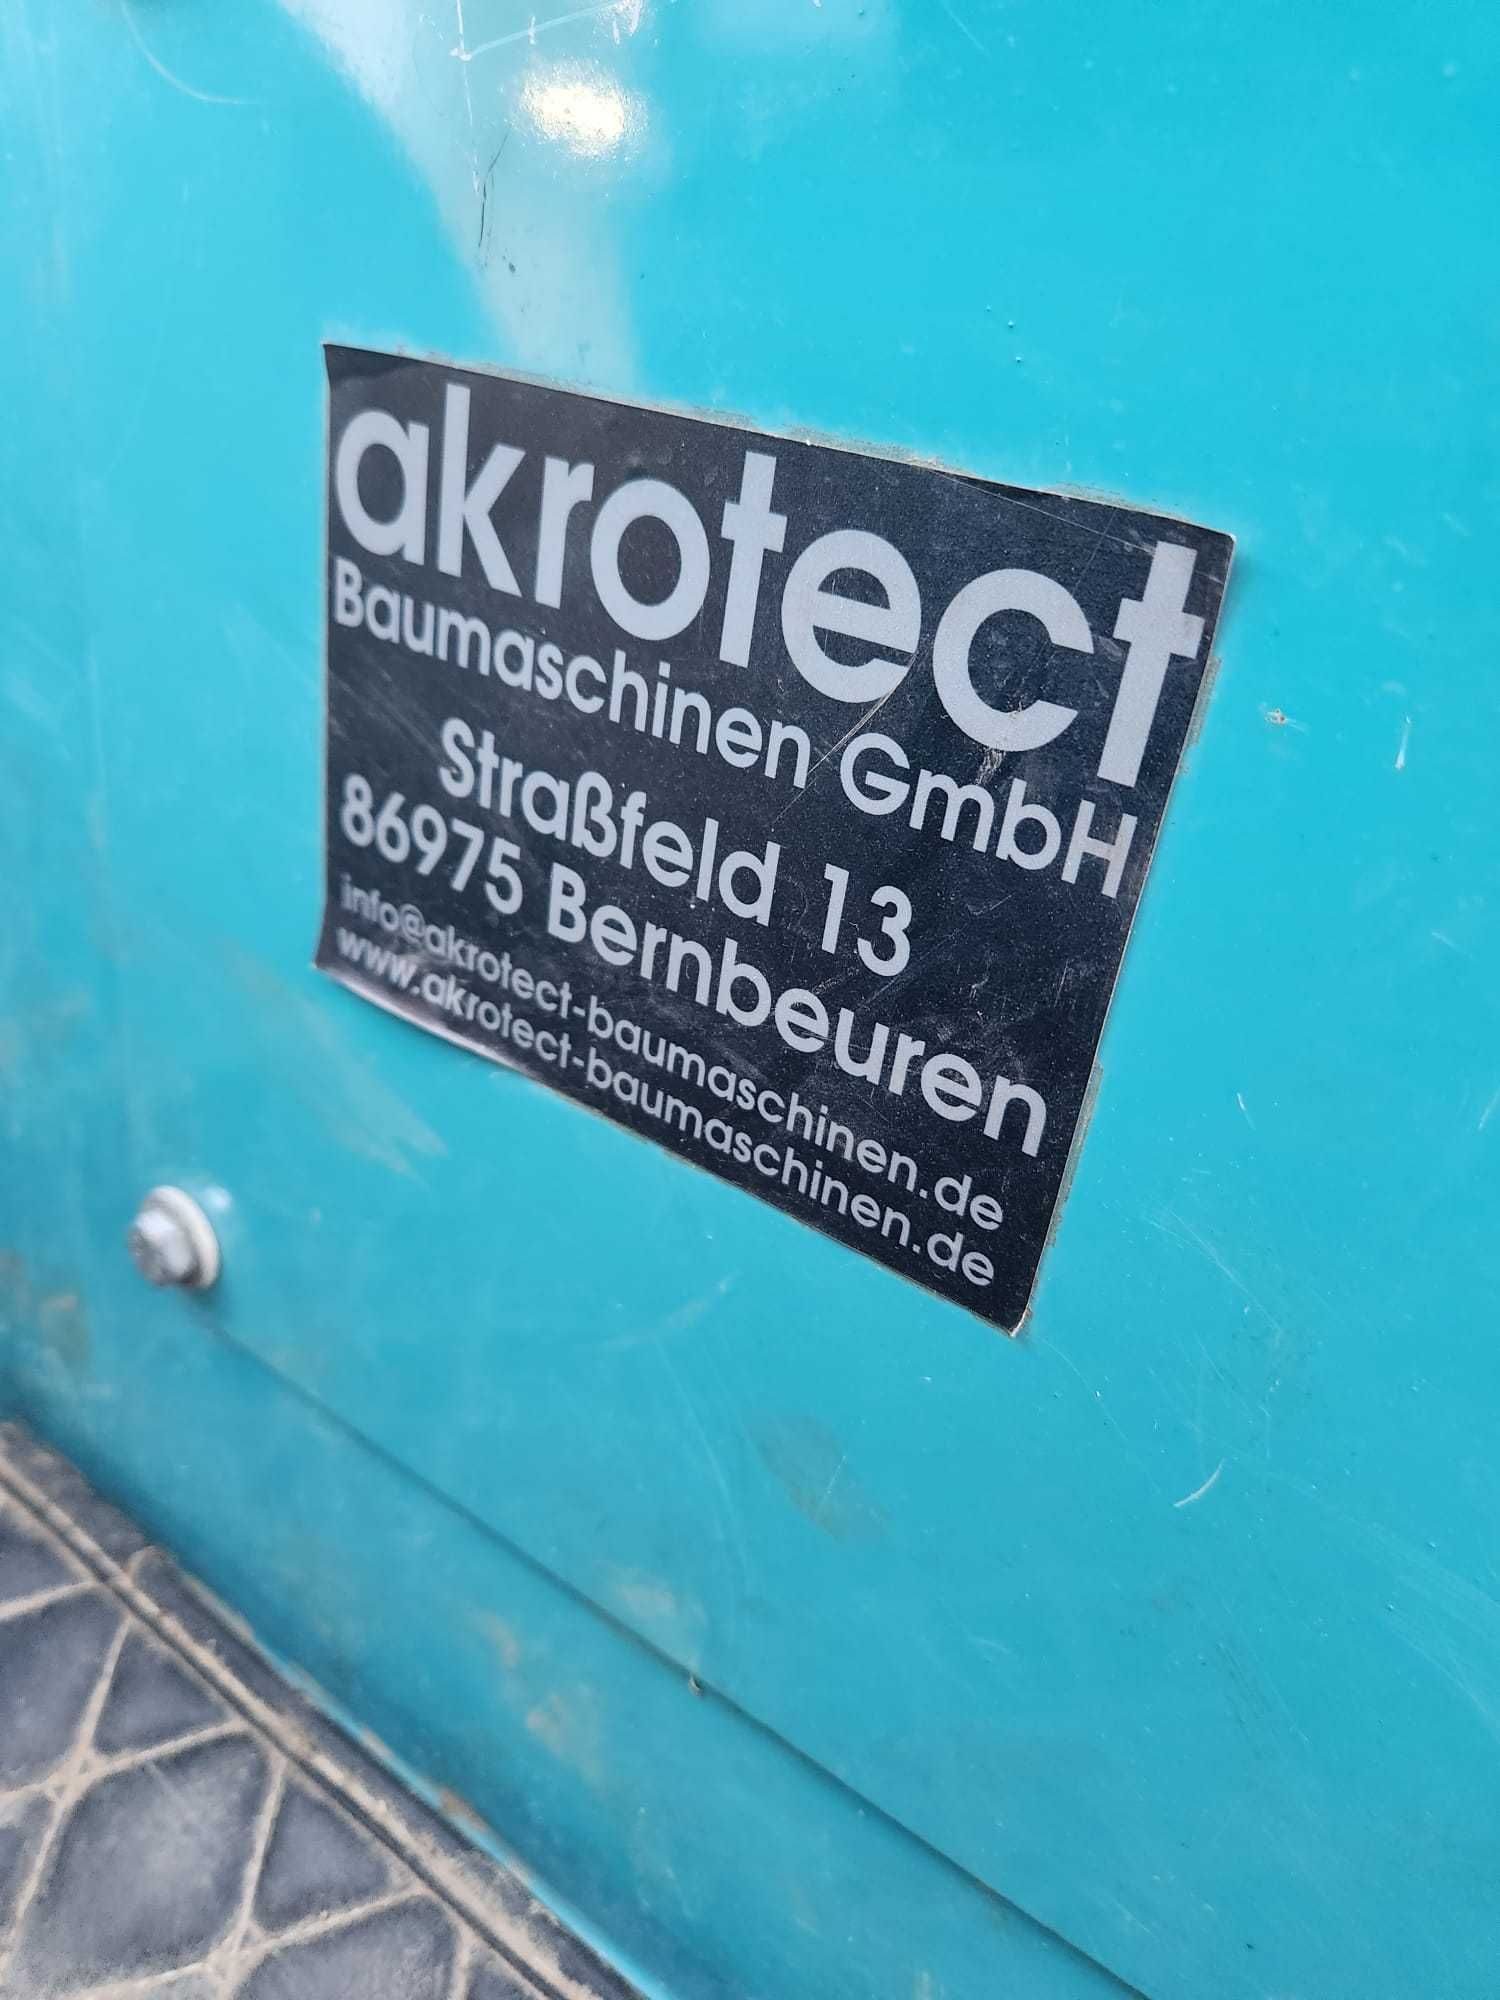 akrotect
Baumaschinen GmbH
Straßfeld 13
86975 Bernbeuren
info@akrotect-baumaschinen.de
www.akrotect-baumaschinen.de